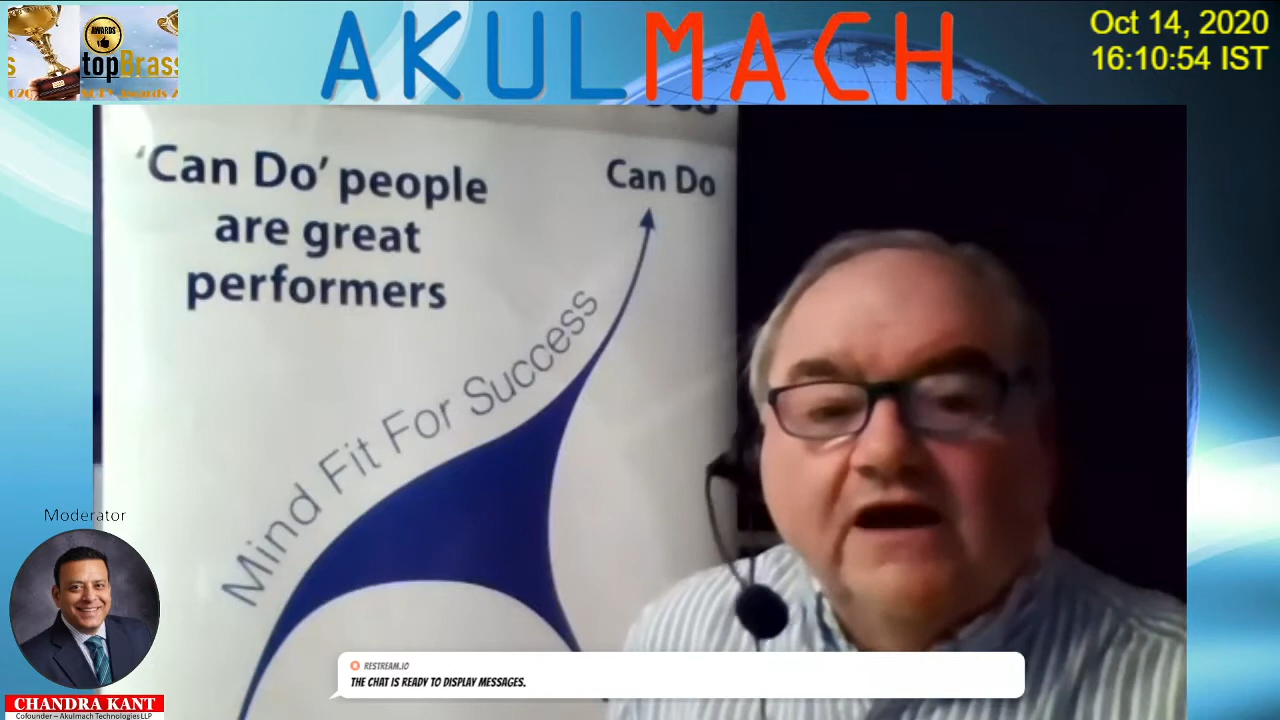 AWARDS
topBrass
AKULMACH
Oct 14, 2020
16:10:54 IST
'Can Do' people
are great
performers
Can Do
Mind Fit For Success
Moderator
CHANDRA KANT
Cofounder – Akulmach Technologies LLP
RESTREAM.IO
THE CHAT IS READY TO DISPLAY MESSAGES.